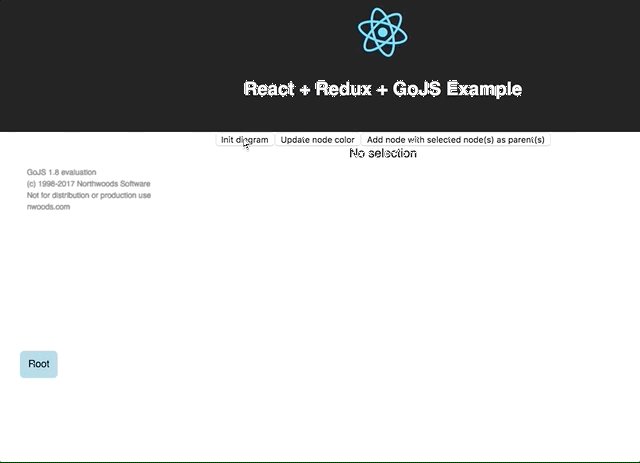 React + Redux + GoJS Example
Init diagram Update node color Add node with selected node(s) as parent(s)
No selection
GoJS 1.8 evaluation
(c) 1998-2017 Northwoods Software
Not for distribution or production use
nwoods.com
Root